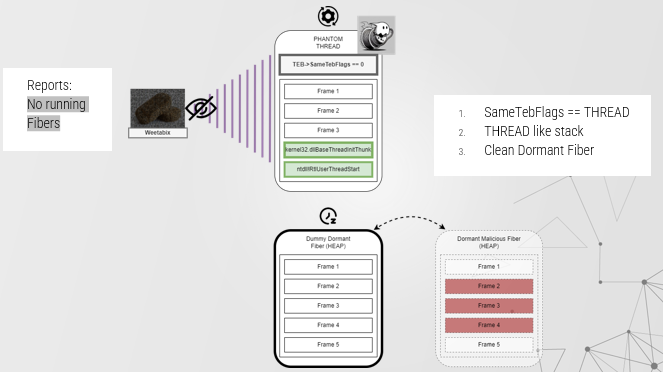 Reports:
No running
Fibers
Weetabix
PHANTOM
THREAD
TEB->SameTebFlags == 0
Frame 1
Frame 2
Frame 3
kernel32.dllBaseThreadInitThunk
ntdll!RtlUserThreadStart
1. SameTebFlags == THREAD
2. THREAD like stack
3. Clean Dormant Fiber
Dummy Dormant
Fiber (HEAP)
Frame 1
Frame 2
Frame 3
Frame 4
Frame 5
Dormant Malicious Fiber
(HEAP)
Frame 1
Frame 2
Frame 3
Frame 4
Frame 5